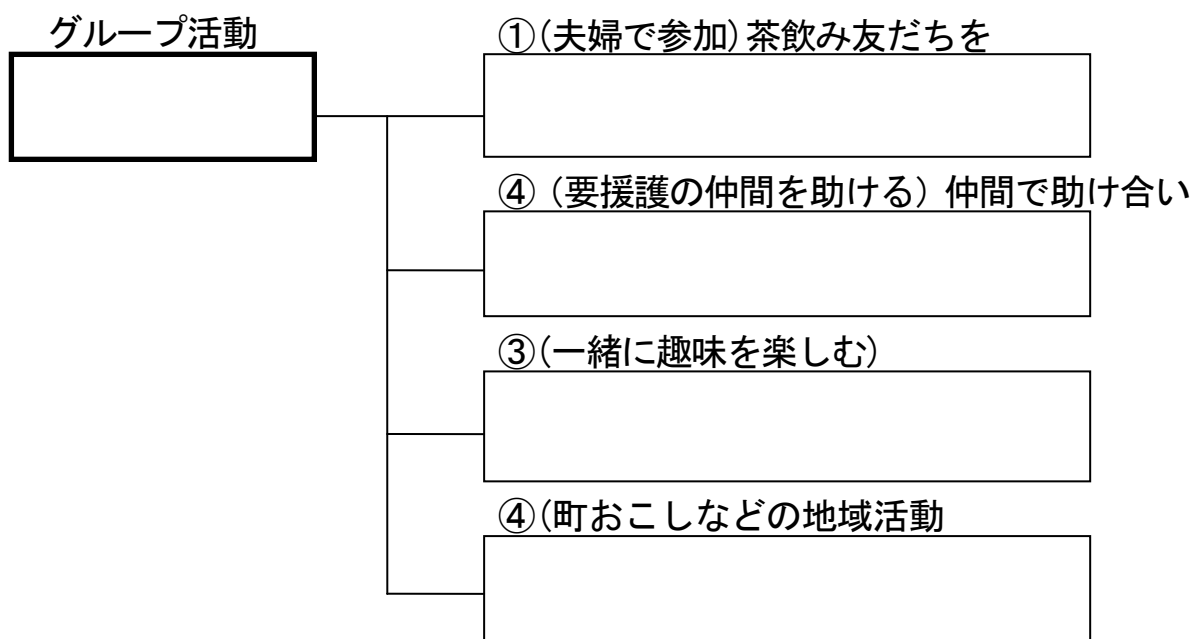 グループ活動
①(夫婦で参加)茶飲み友だちを
④（要援護の仲間を助ける）仲間で助け合い
③(一緒に趣味を楽しむ)
④(町おこしなどの地域活動